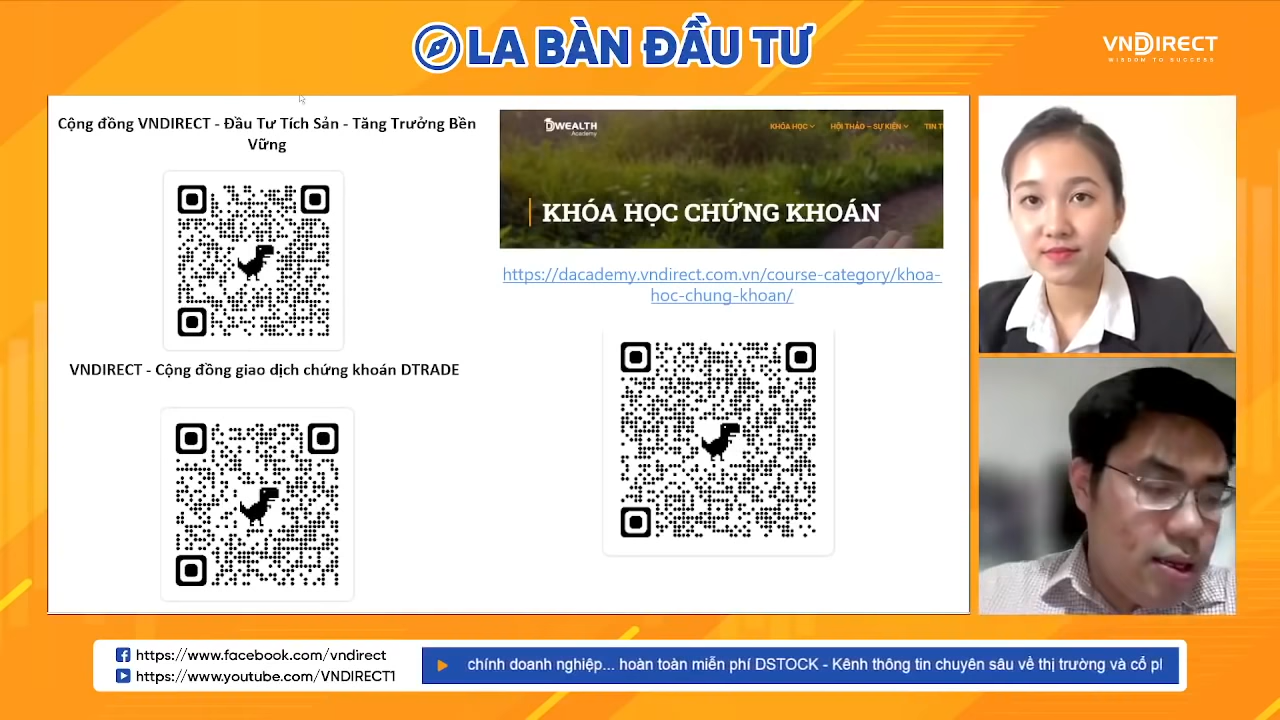 LA BÀN ĐẦU TƯ
VNDIRECT
WISDOM TO SUCCESS
Cộng đồng VNDIRECT - Đầu Tư Tích Sản - Tăng Trưởng Bền
Vững
VNDIRECT - Cộng đồng giao dịch chứng khoán DTRADE
DWEALTH
Academy
KHÓA HỌC
HỘI THẢO – SỰ KIỆN
TIN T
KHÓA HỌC CHỨNG KHOÁN
https://dacademy.vndirect.com.vn/course-category/khoa-
hoc-chung-khoan/
https://www.facebook.com/vndirect
https://www.youtube.com/VNDIRECT1
chính doanh nghiệp... hoàn toàn miễn phí DSTOCK - Kênh thông tin chuyên sâu về thị trường và cổ